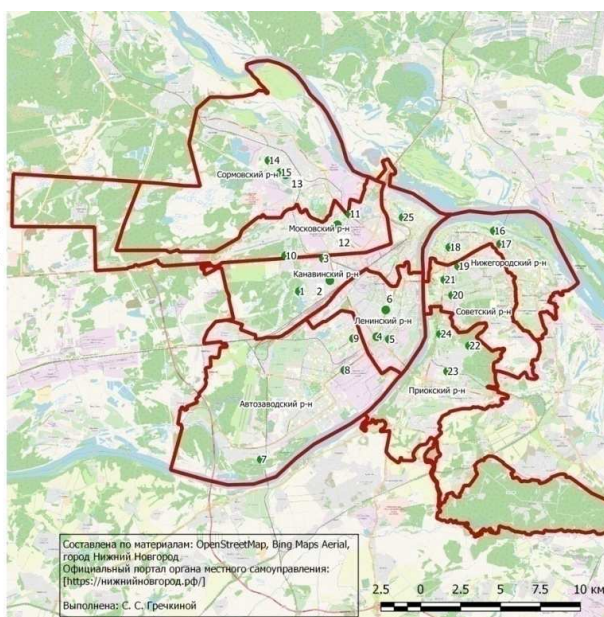 14
15
Сормовский р-н
13
11
Московский р-н
12
25
16
18
17
10
3
19
Нижегородский р-н
Канавинский р-н
21
1
2
20
6
Советский р-н
Ленинский р-н
24
9
4
5
22
8
23
Приокский р-н
Автозаводский р-н
7
Составлена по материалам: OpenStreetMap, Bing Maps Aerial,
город Нижний Новгород.
Официальный портал органа местного самоуправления:
[https://нижнийновгород.рф/]
Выполнена: С. С. Гречкиной
2.5 0 2.5 5 7.5 10 км